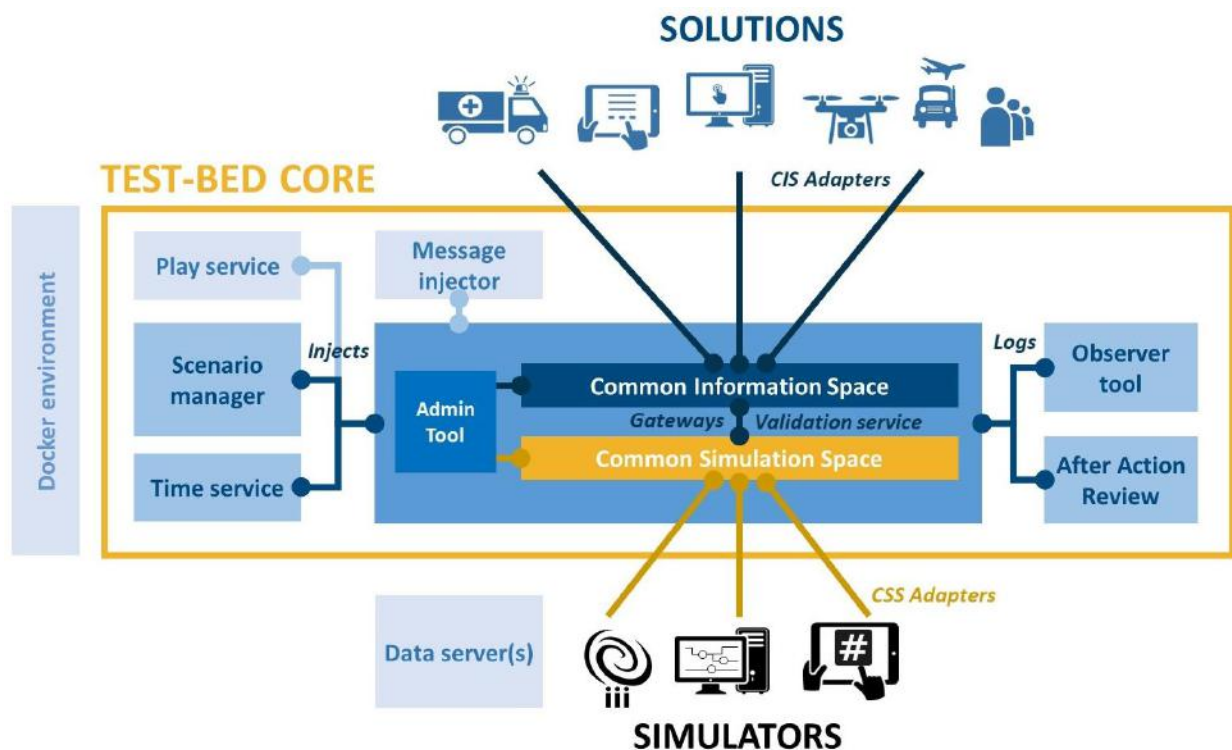 SOLUTIONS
TEST-BED CORE
CIS Adapters
Docker environment
Play service
Message
injector
Scenario
manager
Injects
Time service
Admin
Tool
Common Information Space
Gateways
Validation service
Common Simulation Space
Logs
Observer
tool
After Action
Review
CSS Adapters
Data server(s)
#
iii
SIMULATORS